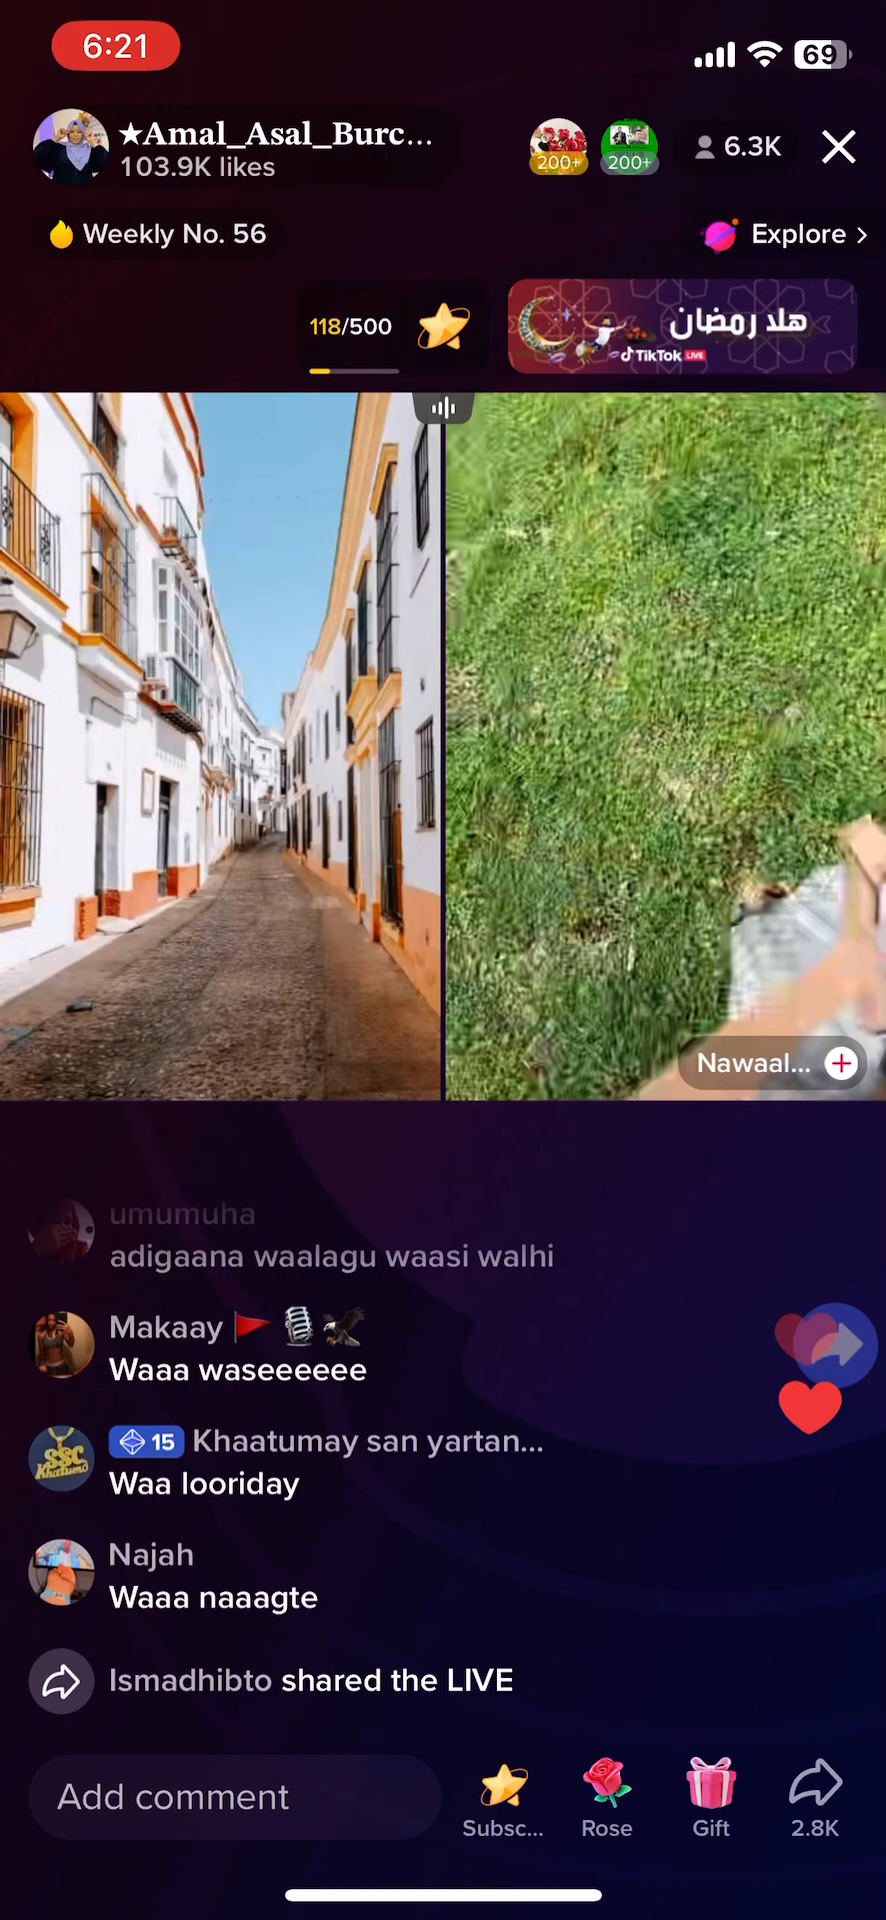 6:21
69
★Amal_Asal_Burc...
103.9K likes
200+
200+
6.3K
Weekly No. 56
Explore >
118/500
هلا رمضان
TikTok LIVE
Nawaal...
umumuha
adigaana waalagu waasi walhi
Makaay 🚩 🎙 🦅
Waaa waseeeeee
15 Khaatumay san yartan...
SSC
Khatumo
Waa looriday
Najah
Waaa naaagte
Ismadhibto shared the LIVE
Add comment
Subsc...
Rose
Gift
2.8K